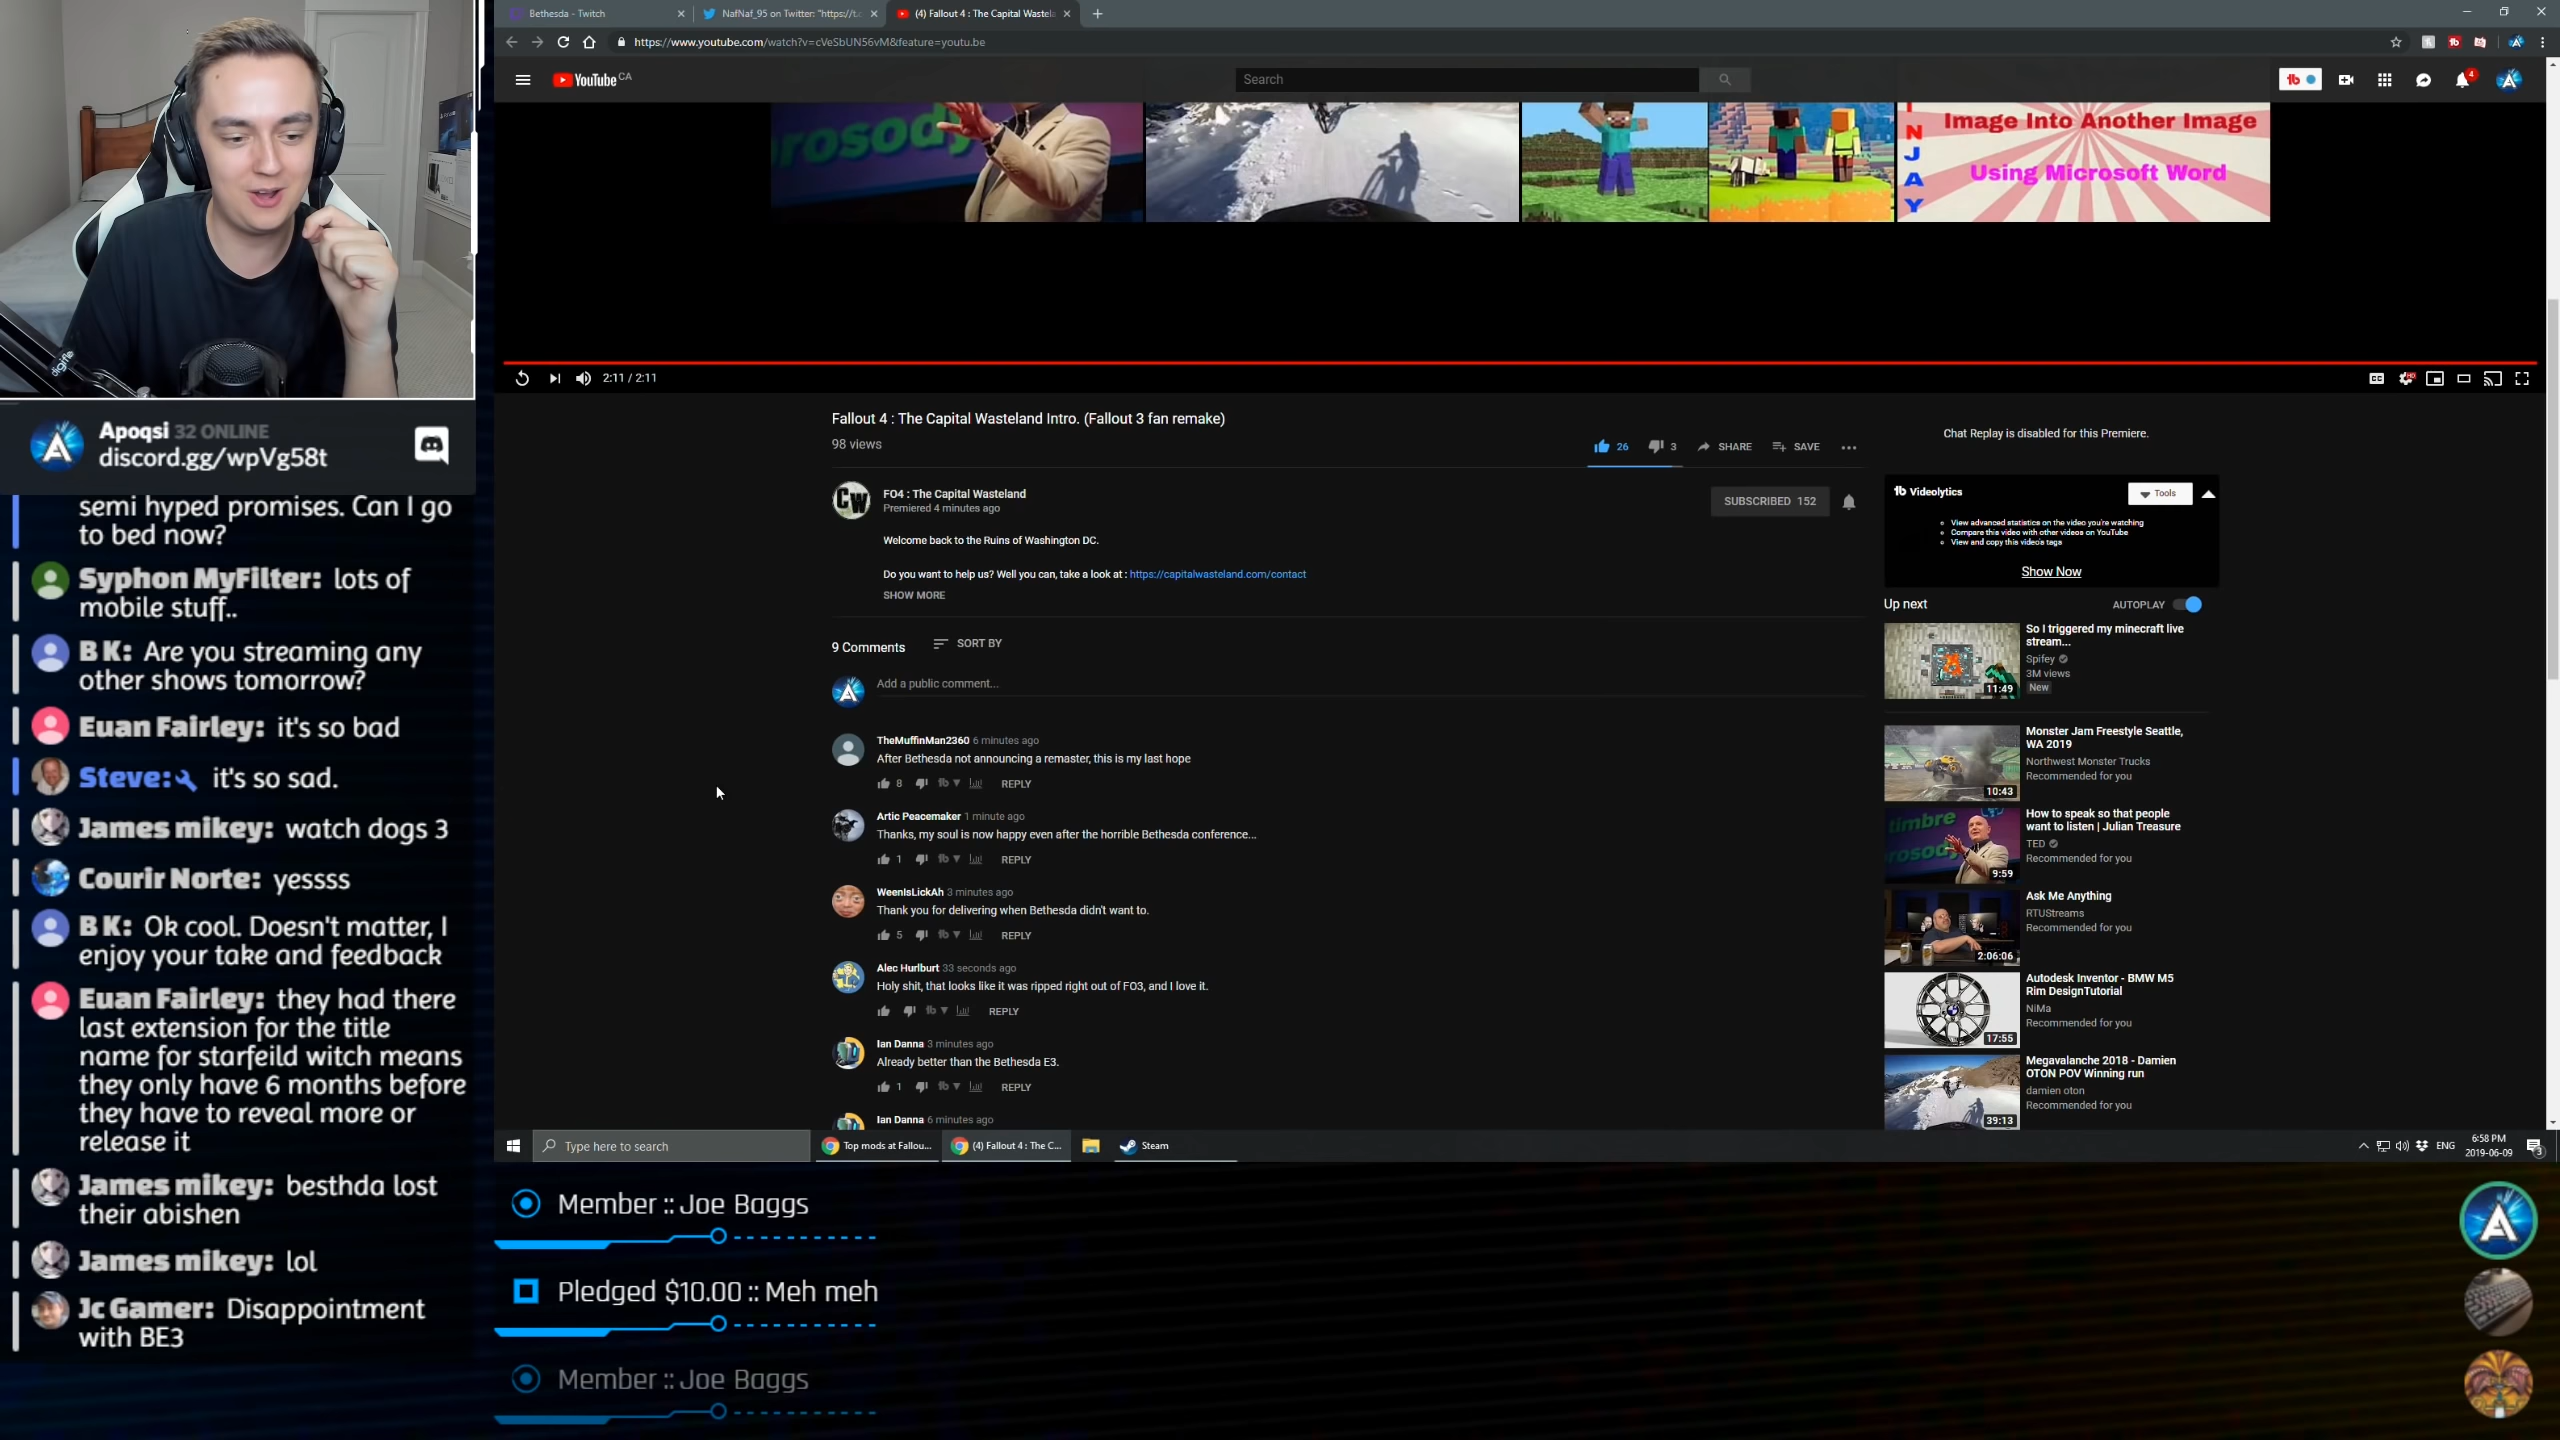 Bethesda - Twitch
NafNaf_95 on Twitter: "https://t.c
(4) Fallout 4 : The Capital Wastela
https://www.youtube.com/watch?v=cVeSbUN56vM&feature=youtu.be
YouTube CA
Search
4
rosody
Image Into Another Image
Using Microsoft Word
N
J
A
Y
2:11 / 2:11
HD
Fallout 4 : The Capital Wasteland Intro. (Fallout 3 fan remake)
98 views
26
3
SHARE
SAVE
Chat Replay is disabled for this Premiere.
CW
FO4 : The Capital Wasteland
Premiered 4 minutes ago
SUBSCRIBED 152
Welcome back to the Ruins of Washington DC.
Do you want to help us? Well you can, take a look at : https://capitalwasteland.com/contact
SHOW MORE
9 Comments
SORT BY
Add a public comment...
TheMuffinMan2360 6 minutes ago
After Bethesda not announcing a remaster, this is my last hope
8 REPLY
Artic Peacemaker 1 minute ago
Thanks, my soul is now happy even after the horrible Bethesda conference...
1 REPLY
WeenIsLickAh 3 minutes ago
Thank you for delivering when Bethesda didn't want to.
5 REPLY
Alec Hurlburt 33 seconds ago
Holy shit, that looks like it was ripped right out of FO3, and I love it.
REPLY
Ian Danna 3 minutes ago
Already better than the Bethesda E3.
1 REPLY
Ian Danna 6 minutes ago
Videolytics
Tools
View advanced statistics on the video you're watching
Compare this video with other videos on YouTube
View and copy this video's tags
Show Now
Up next
AUTOPLAY
11:49
So I triggered my minecraft live
stream...
Spifey
3M views
New
10:43
Monster Jam Freestyle Seattle,
WA 2019
Northwest Monster Trucks
Recommended for you
timbre
rosody
9:59
How to speak so that people
want to listen | Julian Treasure
TED
Recommended for you
2:06:06
Ask Me Anything
RTUStreams
Recommended for you
17:55
Autodesk Inventor - BMW M5
Rim DesignTutorial
NiMa
Recommended for you
39:13
Megavalanche 2018 - Damien
OTON POV Winning run
damien oton
Recommended for you
Type here to search
Top mods at Fallou...
(4) Fallout 4 : The C...
Steam
ENG
6:58 PM
2019-06-09
3
digifle
Apoqsi 32 ONLINE
discord.gg/wpVg58t
semi hyped promises. Can I go
to bed now?
Syphon MyFilter: lots of
mobile stuff..
B K: Are you streaming any
other shows tomorrow?
Euan Fairley: it's so bad
Steve: it's so sad.
James mikey: watch dogs 3
Courir Norte: yessss
B K: Ok cool. Doesn't matter, I
enjoy your take and feedback
Euan Fairley: they had there
last extension for the title
name for starfeild witch means
they only have 6 months before
they have to reveal more or
release it
James mikey: besthda lost
their abishen
James mikey: lol
Jc Gamer: Disappointment
with BE3
Member :: Joe Baggs
Pledged $10.00 :: Meh meh
Member :: Joe Baggs